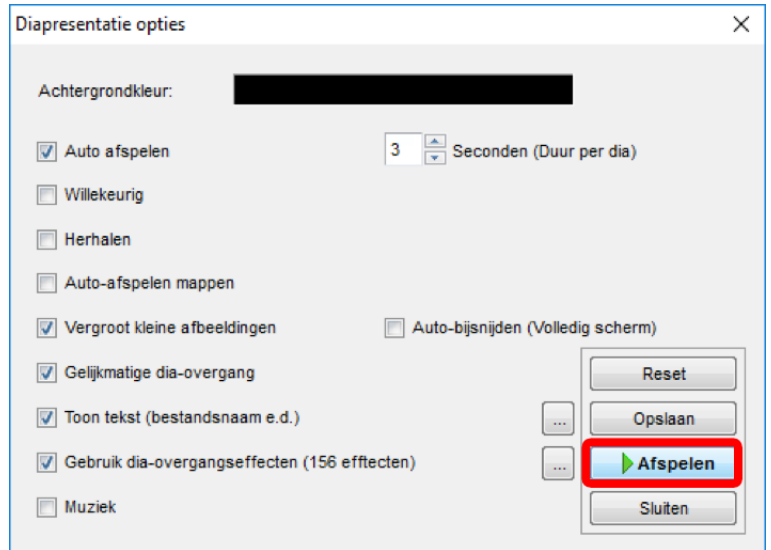 Diapresentatie opties
Achtergrondkleur:
Auto afspelen
3
Seconden (Duur per dia)
Willekeurig
Herhalen
Auto-afspelen mappen
Vergroot kleine afbeeldingen
Auto-bijsnijden (Volledig scherm)
Gelijkmatige dia-overgang
Reset
Toon tekst (bestandsnaam e.d.)
...
Opslaan
Gebruik dia-overgangseffecten (156 efftecten)
...
Afspelen
Muziek
Sluiten